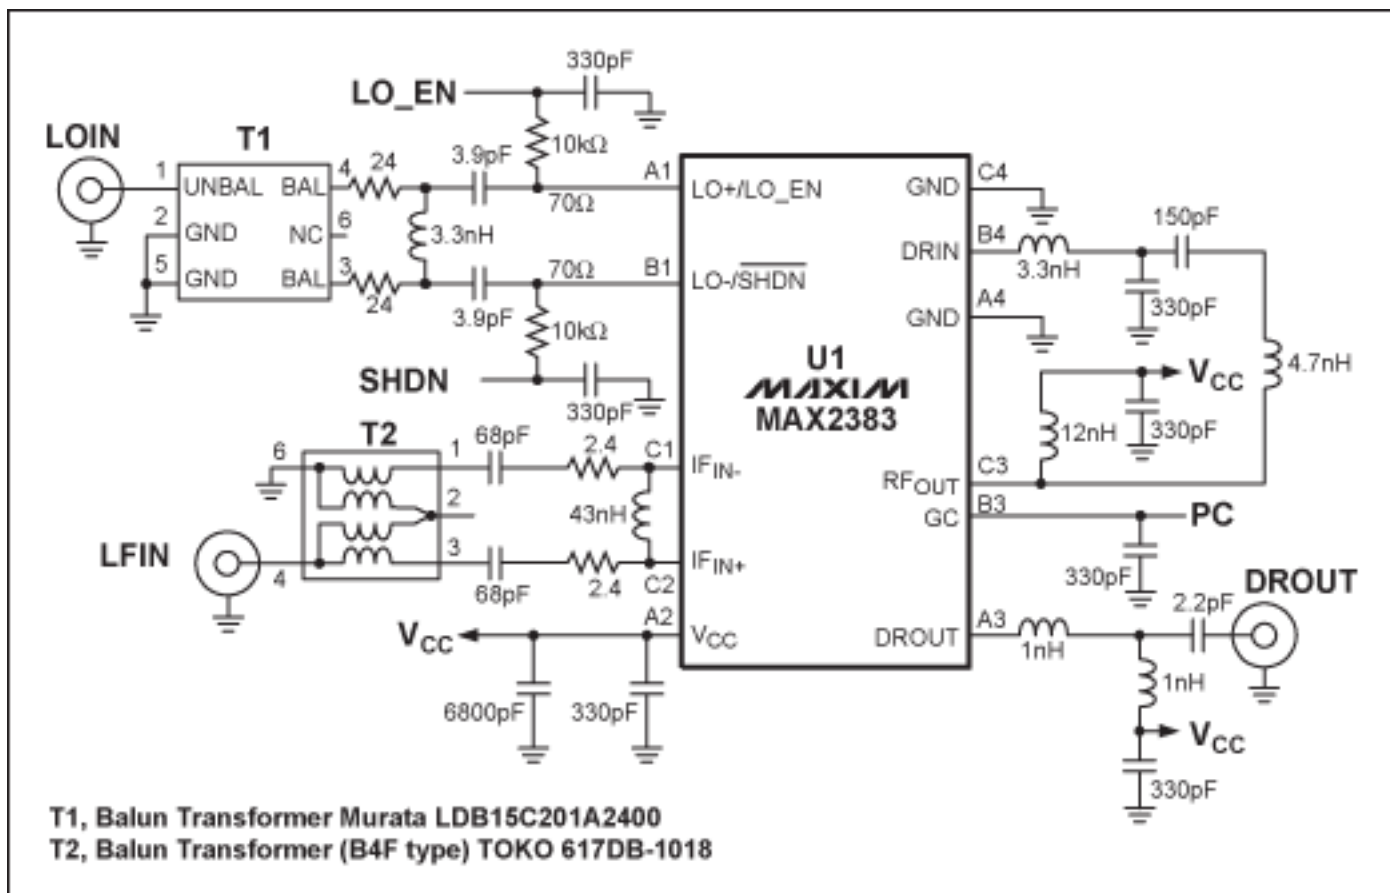 330pF
LO_EN
LOIN
T1
10kΩ
3.9pF
24
1
4
A1
C4
UNBAL
BAL
LO+/LO_EN
GND
70Ω
2
6
GND
NC
3.3nH
150pF
B4
DRIN
3.3nH
5
3
70Ω
B1
GND
BAL
LO-/SHDN
24
3.9pF
330pF
A4
GND
10kΩ
U1
MAXIM
MAX2383
VCC
4.7nH
SHDN
330pF
T2
68pF
12nH
330pF
6
1
2.4
C1
IFIN-
C3
RFOUT
2
43nH
B3
GC
PC
LFIN
3
4
IFIN+
C2
68pF
2.4
330pF
DROUT
2.2pF
A2
A3
VCC
VCC
DROUT
1nH
1nH
6800pF
330pF
VCC
330pF
T1, Balun Transformer Murata LDB15C201A2400
T2, Balun Transformer (B4F type) TOKO 617DB-1018